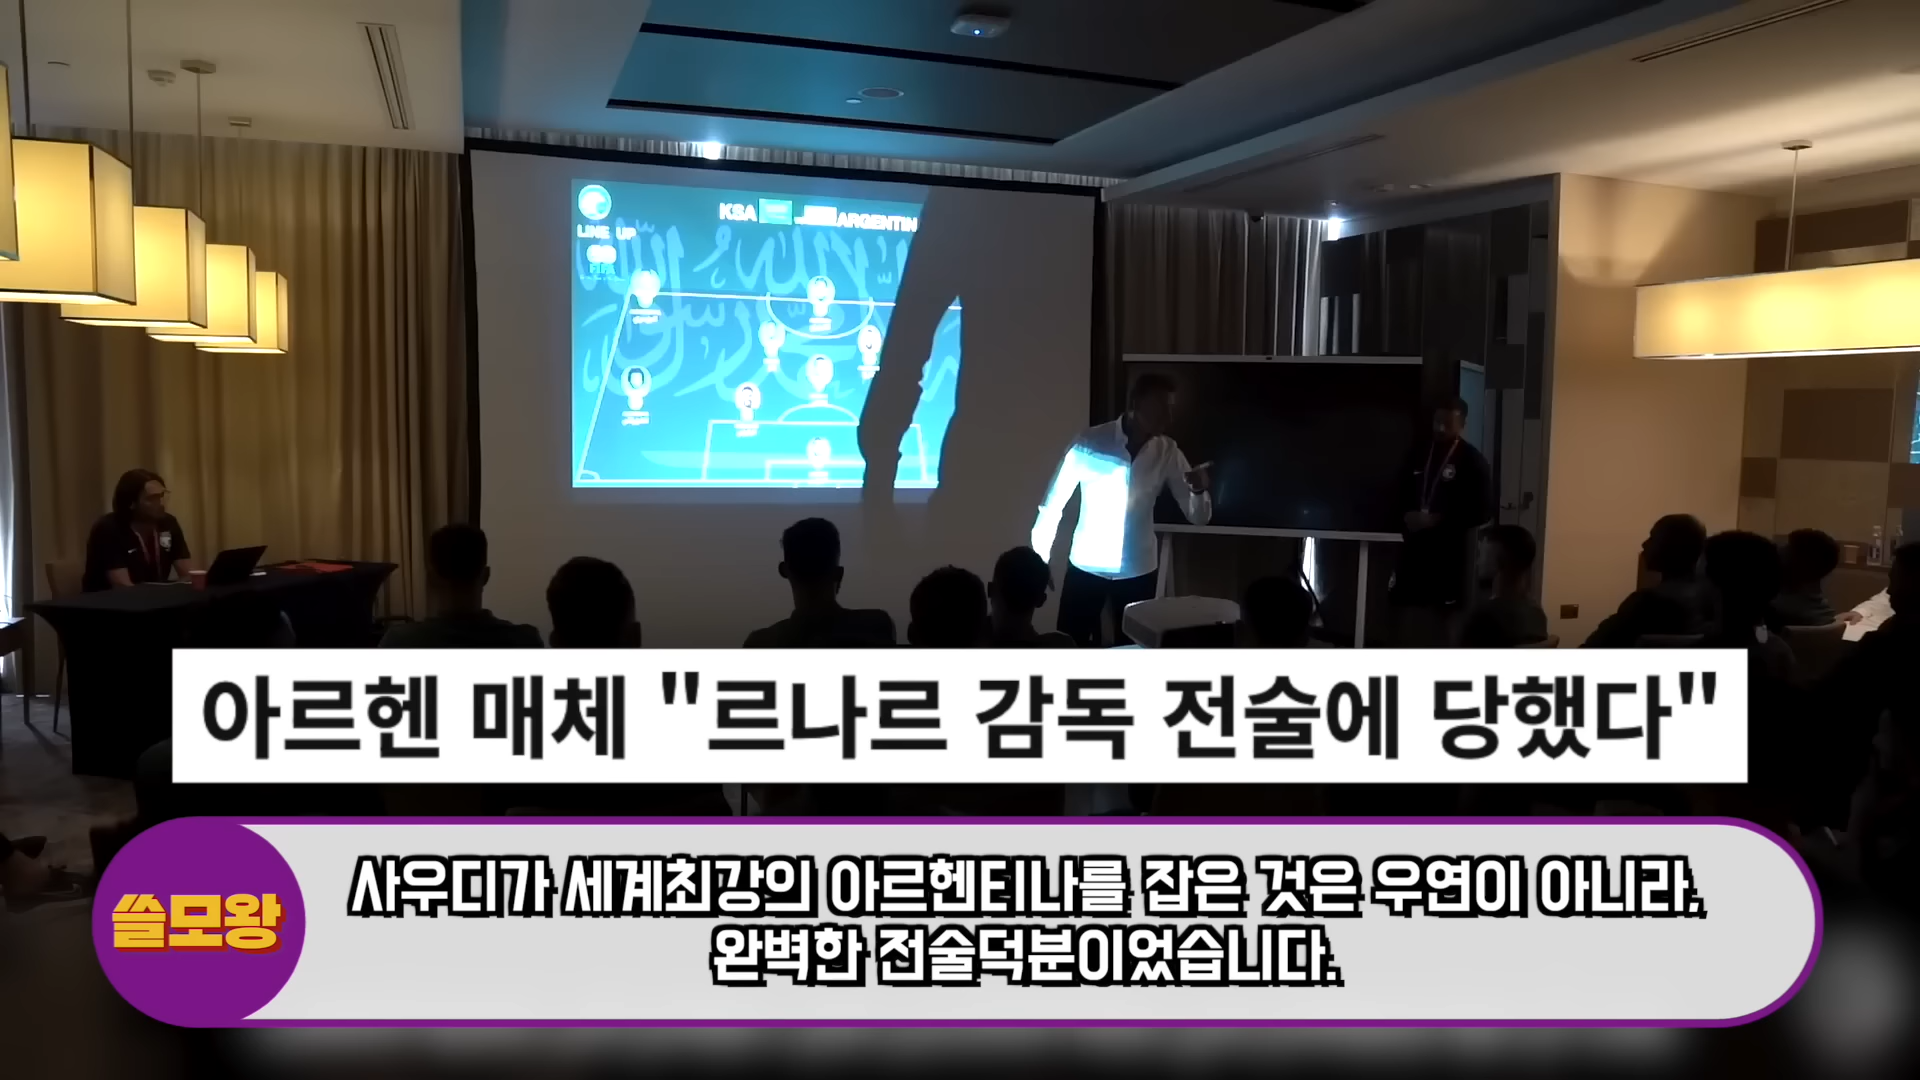 KSA
ARGENTIN
LINE UP
FIFA
아르헨 매체 "르나르 감독 전술에 당했다"
쓸모왕
사우디가 세계최강의 아르헨티나를 잡은 것은 우연이 아니라,
완벽한 전술덕분이었습니다.